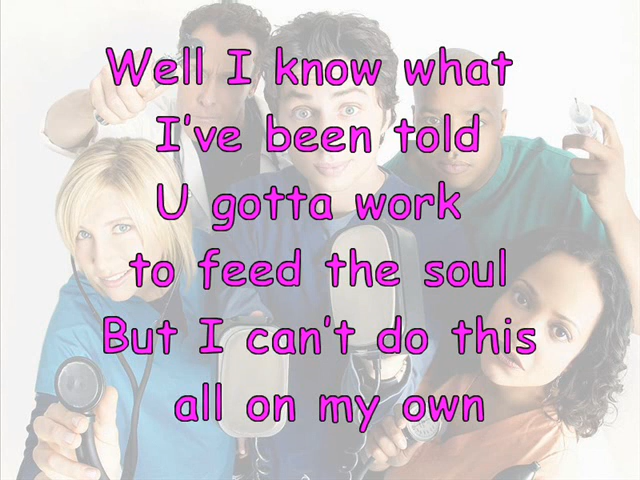 Well I know what
I've been told
U gotta work
to feed the soul
But I can't do this
all on my own